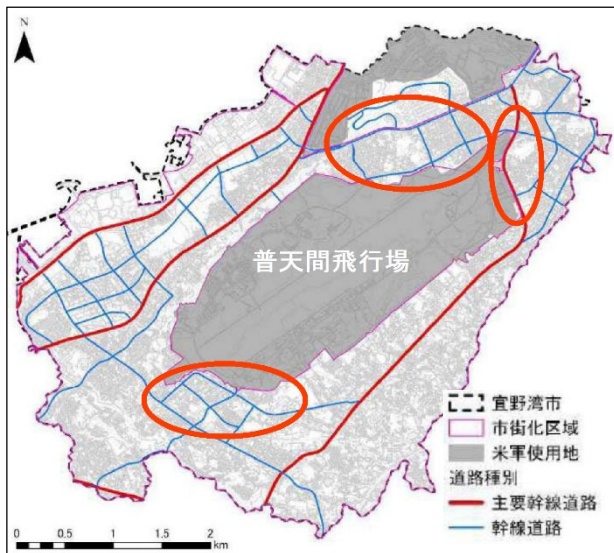 N
普天間飛行場
宜野湾市
市街化区域
米軍使用地
道路種別
主要幹線道路
幹線道路
0 0.5 1 1.5 2
km